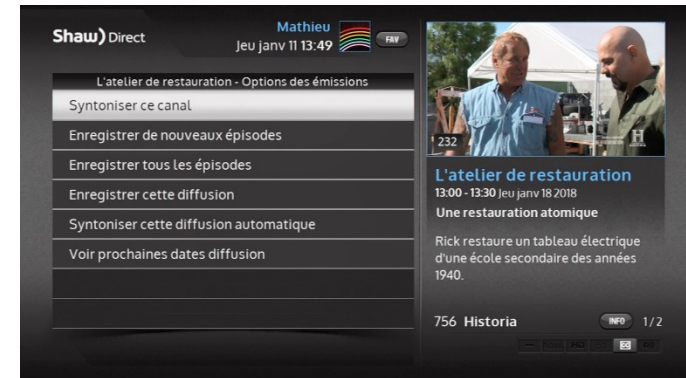 Shaw) Direct
Mathieu
Jeu janv 11 13:49
FAV
L'atelier de restauration - Options des émissions
Syntoniser ce canal
Enregistrer de nouveaux épisodes
Enregistrer tous les épisodes
Enregistrer cette diffusion
Syntoniser cette diffusion automatique
Voir prochaines dates diffusion
232
H
L'atelier de restauration
13:00 - 13:30 Jeu janv 18 2018
Une restauration atomique
Rick restaure un tableau électrique
d'une école secondaire des années
1940.
756 Historia
INFO 1/2